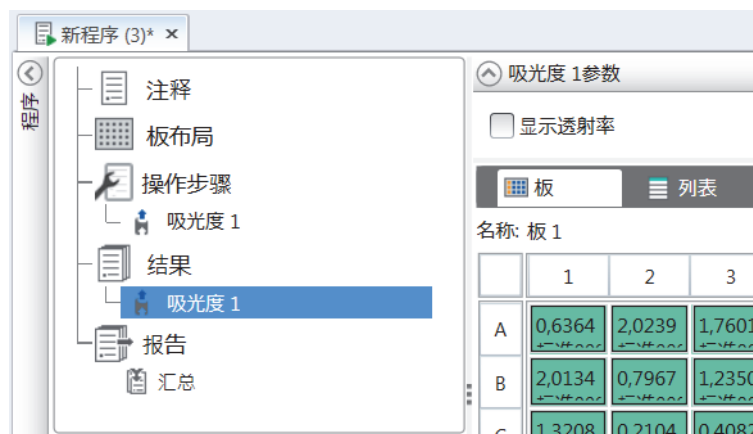 新程序 (3)* ×
程序
注释
板布局
操作步骤
吸光度 1
结果
吸光度 1
报告
汇总
吸光度 1参数
显示透射率
板 列表
名称: 板 1
1 2 3
A 0,6364 2,0239 1,7601
B 2,0134 0,7967 1,2350
1,3208 0,2104 0,4082